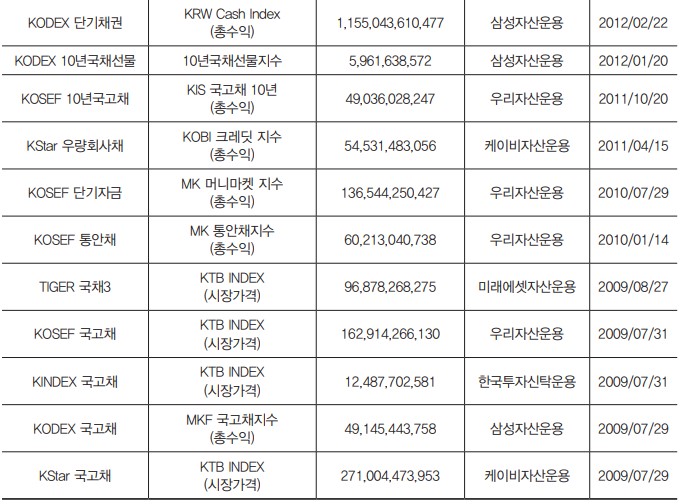 KODEX 단기채권 KRW Cash Index (총수익) 1,155,043,610,477 삼성자산운용 2012/02/22
KODEX 10년국채선물 10년국채선물지수 5,961,638,572 삼성자산운용 2012/01/20
KOSEF 10년국고채 KIS 국고채 10년 (총수익) 49,036,028,247 우리자산운용 2011/10/20
KStar 우량회사채 KOBI 크레딧 지수 (총수익) 54,531,483,056 케이비자산운용 2011/04/15
KOSEF 단기자금 MK 머니마켓 지수 (총수익) 136,544,250,427 우리자산운용 2010/07/29
KOSEF 통안채 MK 통안채지수 (총수익) 60,213,040,738 우리자산운용 2010/01/14
TIGER 국채3 KTB INDEX (시장가격) 96,878,268,275 미래에셋자산운용 2009/08/27
KOSEF 국고채 KTB INDEX (시장가격) 162,914,266,130 우리자산운용 2009/07/31
KINDEX 국고채 KTB INDEX (시장가격) 12,487,702,581 한국투자신탁운용 2009/07/31
KODEX 국고채 MKF 국고채지수 (총수익) 49,145,443,758 삼성자산운용 2009/07/29
KStar 국고채 KTB INDEX (시장가격) 271,004,473,953 케이비자산운용 2009/07/29